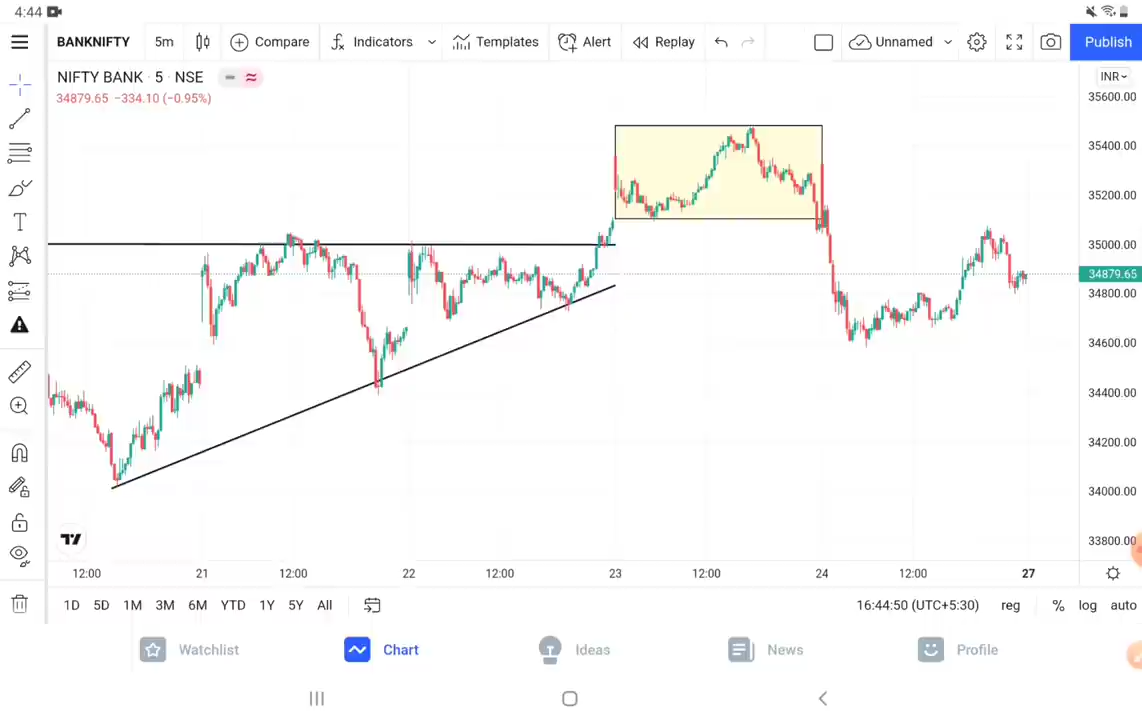 4:44
BANKNIFTY 5m Compare Indicators Templates Alert Replay Unnamed Publish
NIFTY BANK · 5 · NSE
34879.65 −334.10 (−0.95%)
INR
35600.00
35400.00
35200.00
35000.00
34879.65
34800.00
34600.00
34400.00
34200.00
34000.00
33800.00
12:00 21 12:00 22 12:00 23 12:00 24 12:00 27
1D 5D 1M 3M 6M YTD 1Y 5Y All 16:44:50 (UTC+5:30) reg % log auto
Watchlist Chart Ideas News Profile